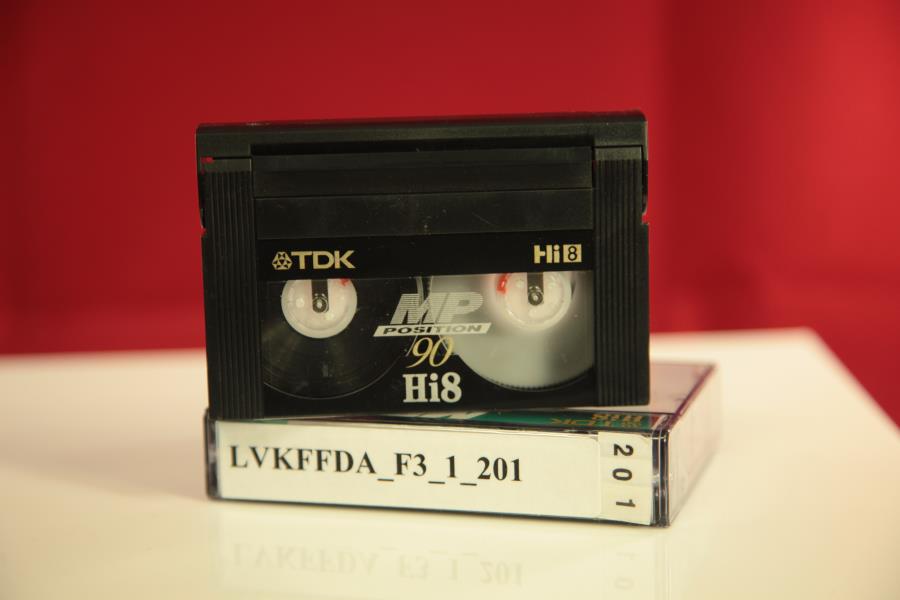 TDK
Hi8
MP
POSITION
90
Hi8
LVKFFDA_F3_1_201
201